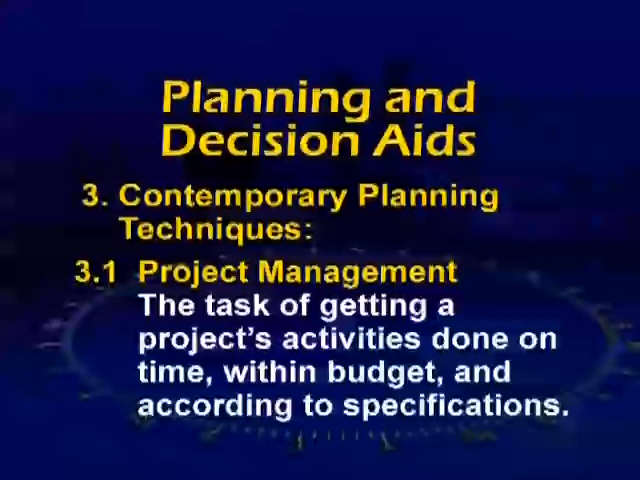 Planning and
Decision Aids
3. Contemporary Planning
Techniques:
3.1 Project Management
The task of getting a
project's activities done on
time, within budget, and
according to specifications.